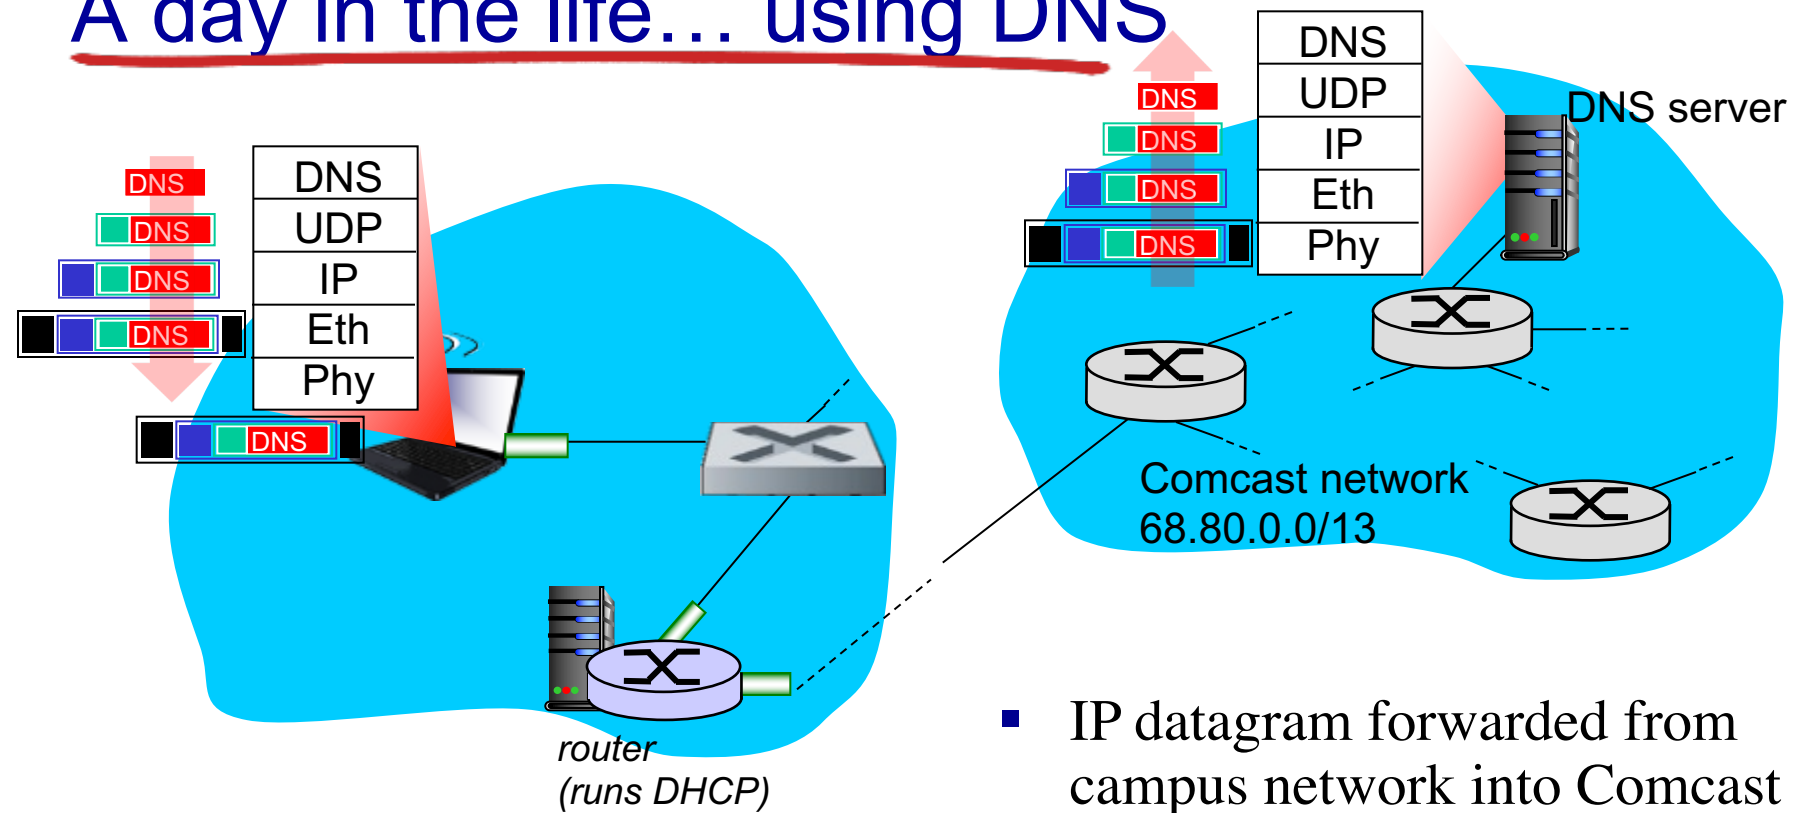 A day in the life… using DNS
DNS
DNS
DNS
DNS
DNS
DNS
UDP
IP
Eth
Phy
DNS
DNS
DNS
DNS
DNS
UDP
IP
Eth
Phy
DNS server
Comcast network
68.80.0.0/13
router
(runs DHCP)
IP datagram forwarded from
campus network into Comcast